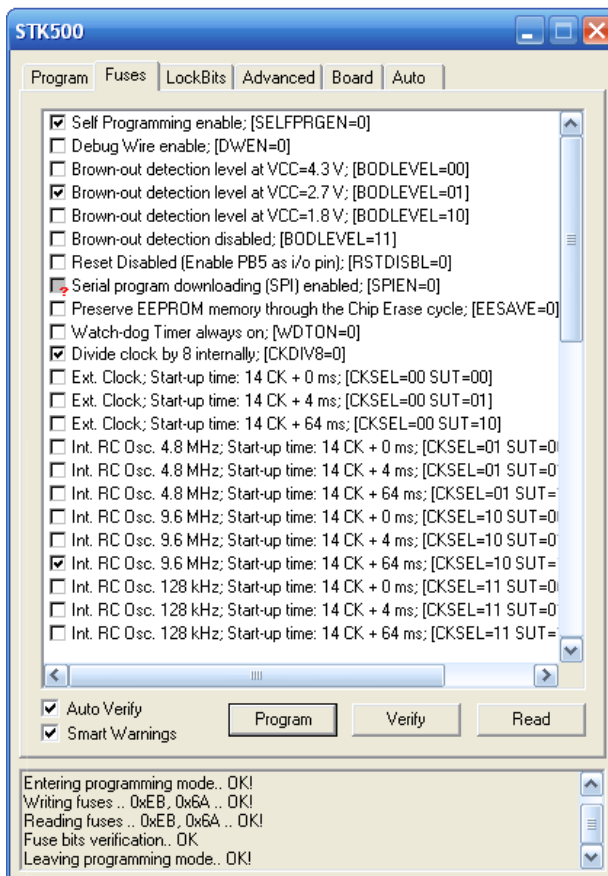 STK500
Program Fuses LockBits Advanced Board Auto
Self Programming enable; [SELFPRGEN=0]
Debug Wire enable; [DWEN=0]
Brown-out detection level at VCC=4.3 V; [BODLEVEL=00]
Brown-out detection level at VCC=2.7 V; [BODLEVEL=01]
Brown-out detection level at VCC=1.8 V; [BODLEVEL=10]
Brown-out detection disabled; [BODLEVEL=11]
Reset Disabled (Enable PB5 as i/o pin); [RSTDISBL=0]
? Serial program downloading (SPI) enabled; [SPIEN=0]
Preserve EEPROM memory through the Chip Erase cycle; [EESAVE=0]
Watch-dog Timer always on; [WDTON=0]
Divide clock by 8 internally; [CKDIV8=0]
Ext. Clock; Start-up time: 14 CK + 0 ms; [CKSEL=00 SUT=00]
Ext. Clock; Start-up time: 14 CK + 4 ms; [CKSEL=00 SUT=01]
Ext. Clock; Start-up time: 14 CK + 64 ms; [CKSEL=00 SUT=10]
Int. RC Osc. 4.8 MHz; Start-up time: 14 CK + 0 ms; [CKSEL=01 SUT=0
Int. RC Osc. 4.8 MHz; Start-up time: 14 CK + 4 ms; [CKSEL=01 SUT=0
Int. RC Osc. 4.8 MHz; Start-up time: 14 CK + 64 ms; [CKSEL=01 SUT=
Int. RC Osc. 9.6 MHz; Start-up time: 14 CK + 0 ms; [CKSEL=10 SUT=0
Int. RC Osc. 9.6 MHz; Start-up time: 14 CK + 4 ms; [CKSEL=10 SUT=0
Int. RC Osc. 9.6 MHz; Start-up time: 14 CK + 64 ms; [CKSEL=10 SUT=
Int. RC Osc. 128 kHz; Start-up time: 14 CK + 0 ms; [CKSEL=11 SUT=0
Int. RC Osc. 128 kHz; Start-up time: 14 CK + 4 ms; [CKSEL=11 SUT=0
Int. RC Osc. 128 kHz; Start-up time: 14 CK + 64 ms; [CKSEL=11 SUT=
Auto Verify
Smart Warnings
Program Verify Read
Entering programming mode.. OK!
Writing fuses .. 0xEB, 0x6A .. OK!
Reading fuses .. 0xEB, 0x6A .. OK!
Fuse bits verification.. OK
Leaving programming mode.. OK!